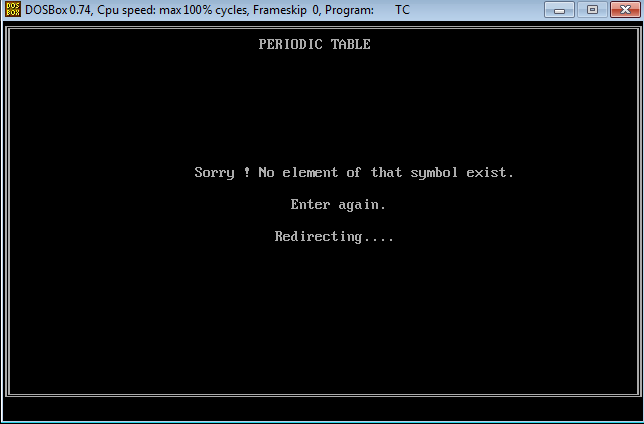 DOS BOX
DOSBox 0.74, Cpu speed: max 100% cycles, Frameskip 0, Program: TC
PERIODIC TABLE
Sorry ! No element of that symbol exist.
Enter again.
Redirecting....